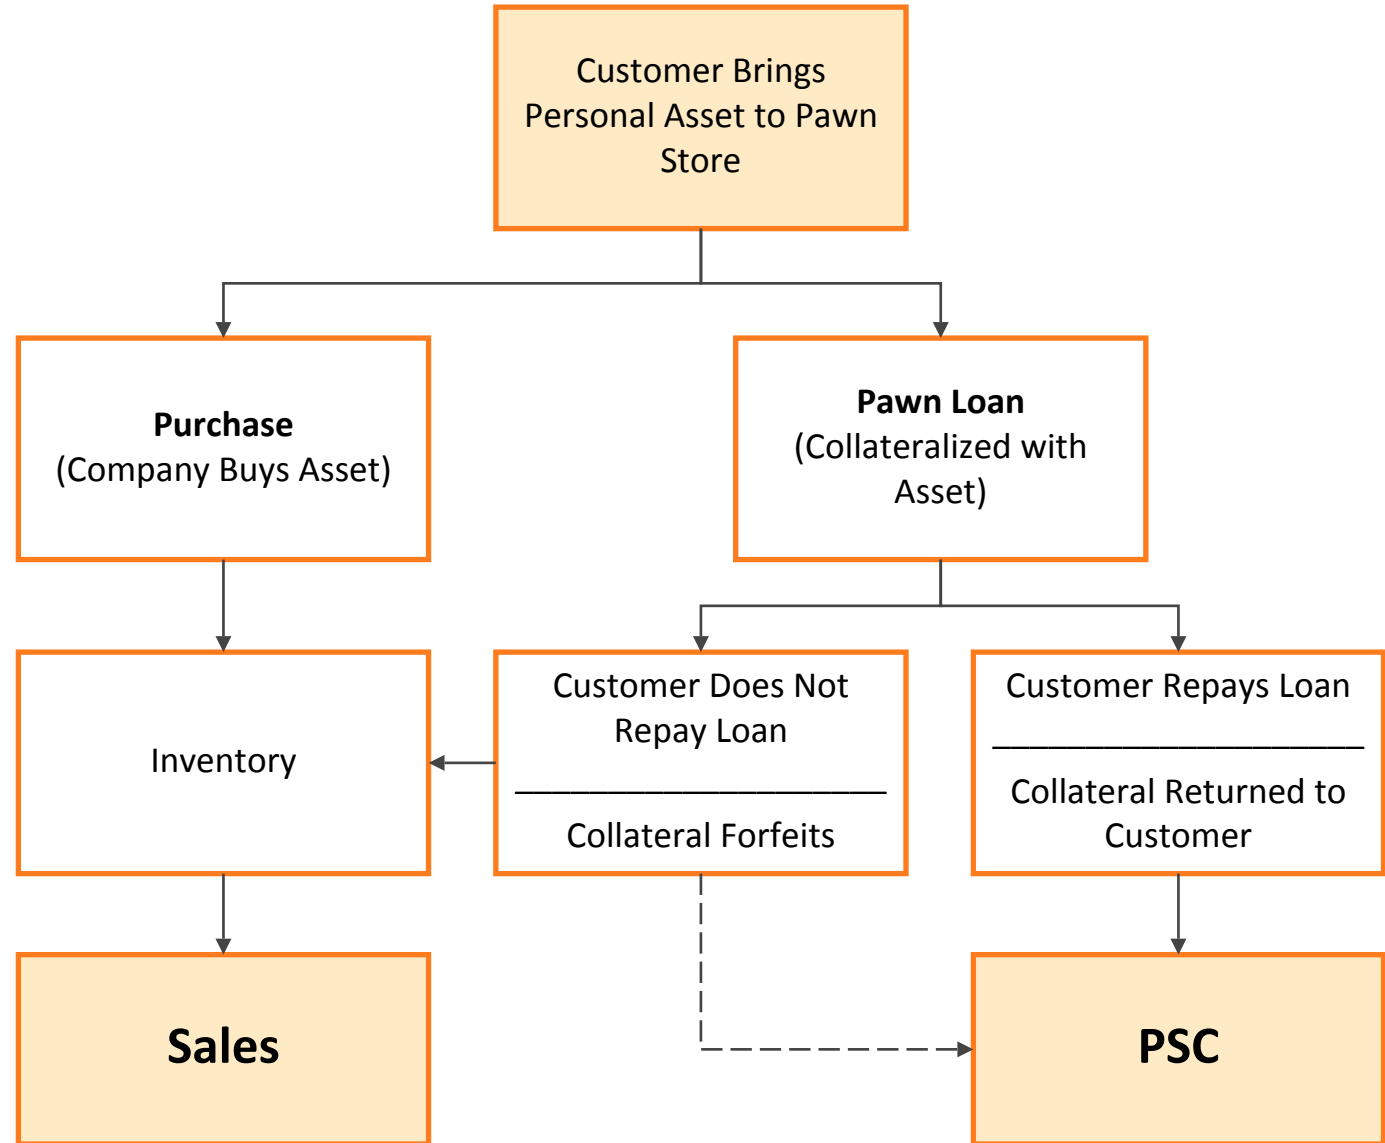 Customer Brings
Personal Asset to Pawn
Store
Purchase
(Company Buys Asset)
Pawn Loan
(Collateralized with
Asset)
Inventory
Customer Does Not
Repay Loan
Collateral Forfeits
Customer Repays Loan
Collateral Returned to
Customer
Sales
PSC